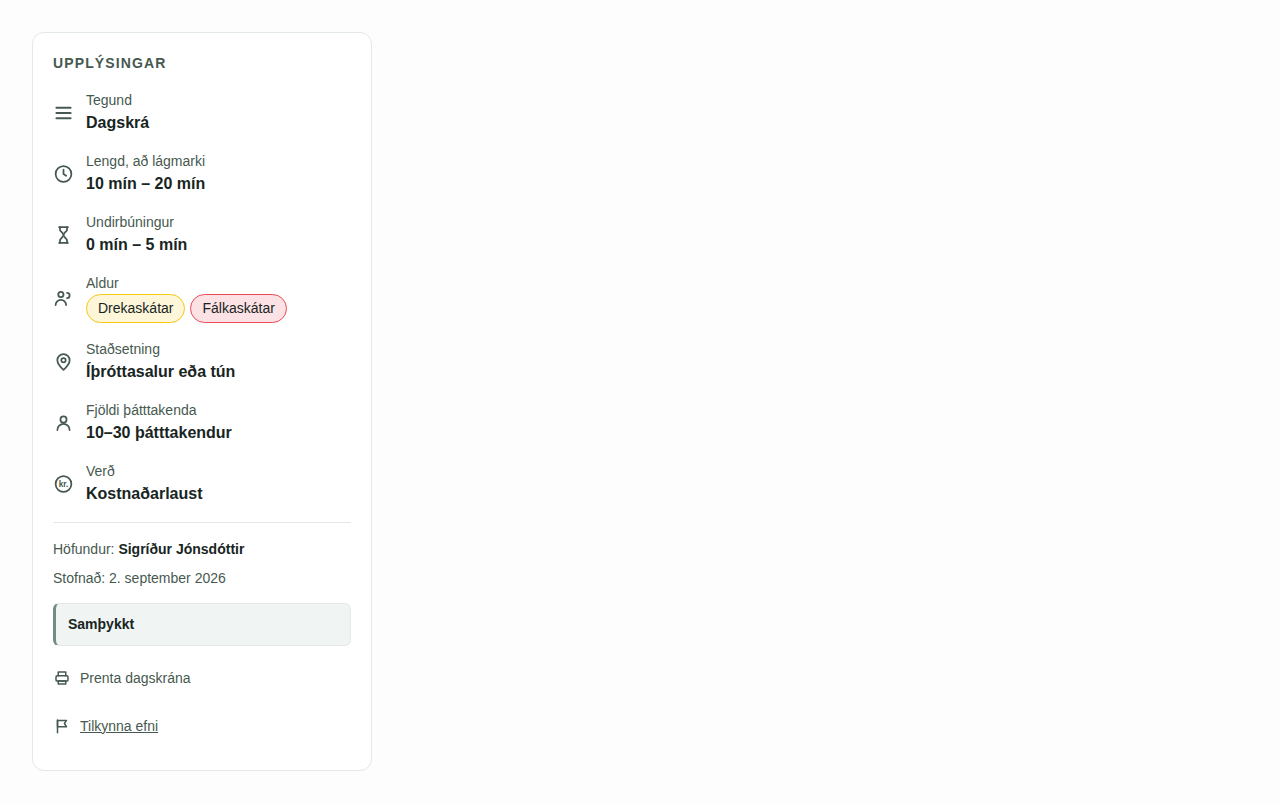 UPPLÝSINGAR
Tegund
Dagskrá
Lengd, að lágmarki
10 mín – 20 mín
Undirbúningur
0 mín – 5 mín
Aldur
Drekaskátar Fálkaskátar
Staðsetning
Íþróttasalur eða tún
Fjöldi þátttakenda
10–30 þátttakendur
kr.
Verð
Kostnaðarlaust
Höfundur: Sigríður Jónsdóttir
Stofnað: 2. september 2026
Samþykkt
Prenta dagskrána
Tilkynna efni